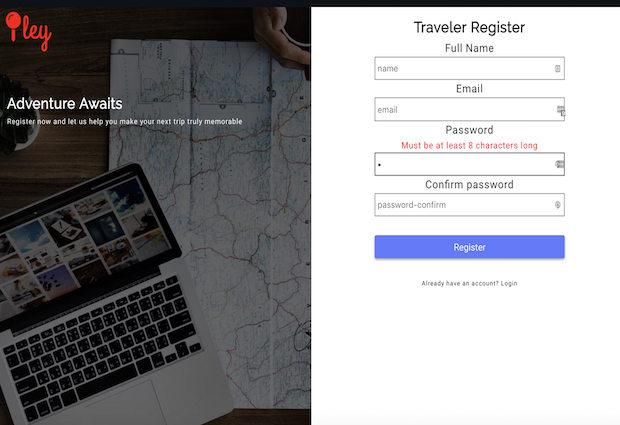 Pley
Adventure Awaits
Register now and let us help you make your next trip truly memorable
Traveler Register
Full Name
name
Email
email
Password
Must be at least 8 characters long
•
Confirm password
password-confirm
Register
Already have an account? Login